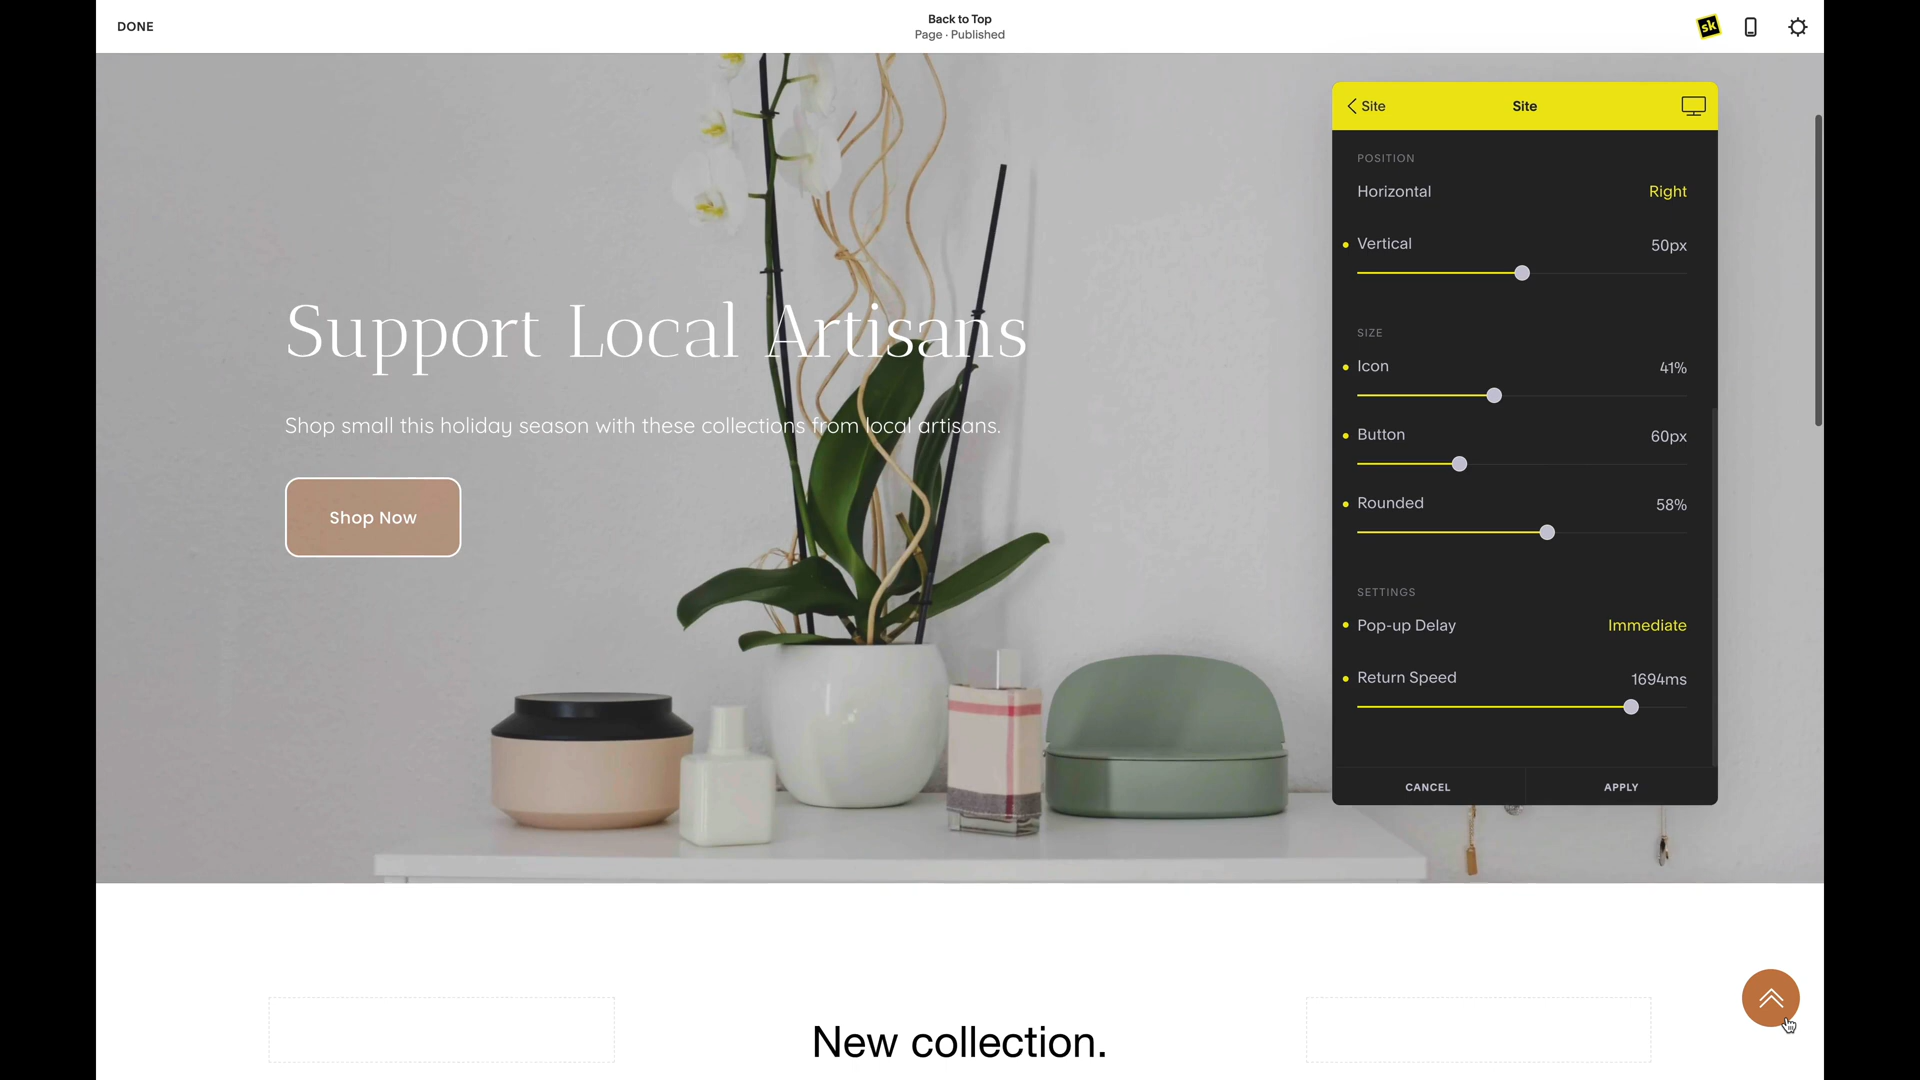 DONE
Back to Top
Page · Published
sk
Site
Site
POSITION
Horizontal
Right
Vertical
50px
SIZE
Icon
41%
Button
60px
Rounded
58%
SETTINGS
Pop-up Delay
Immediate
Return Speed
1694ms
CANCEL
APPLY
Support Local Artisans
Shop small this holiday season with these collections from local artisans.
Shop Now
New collection.